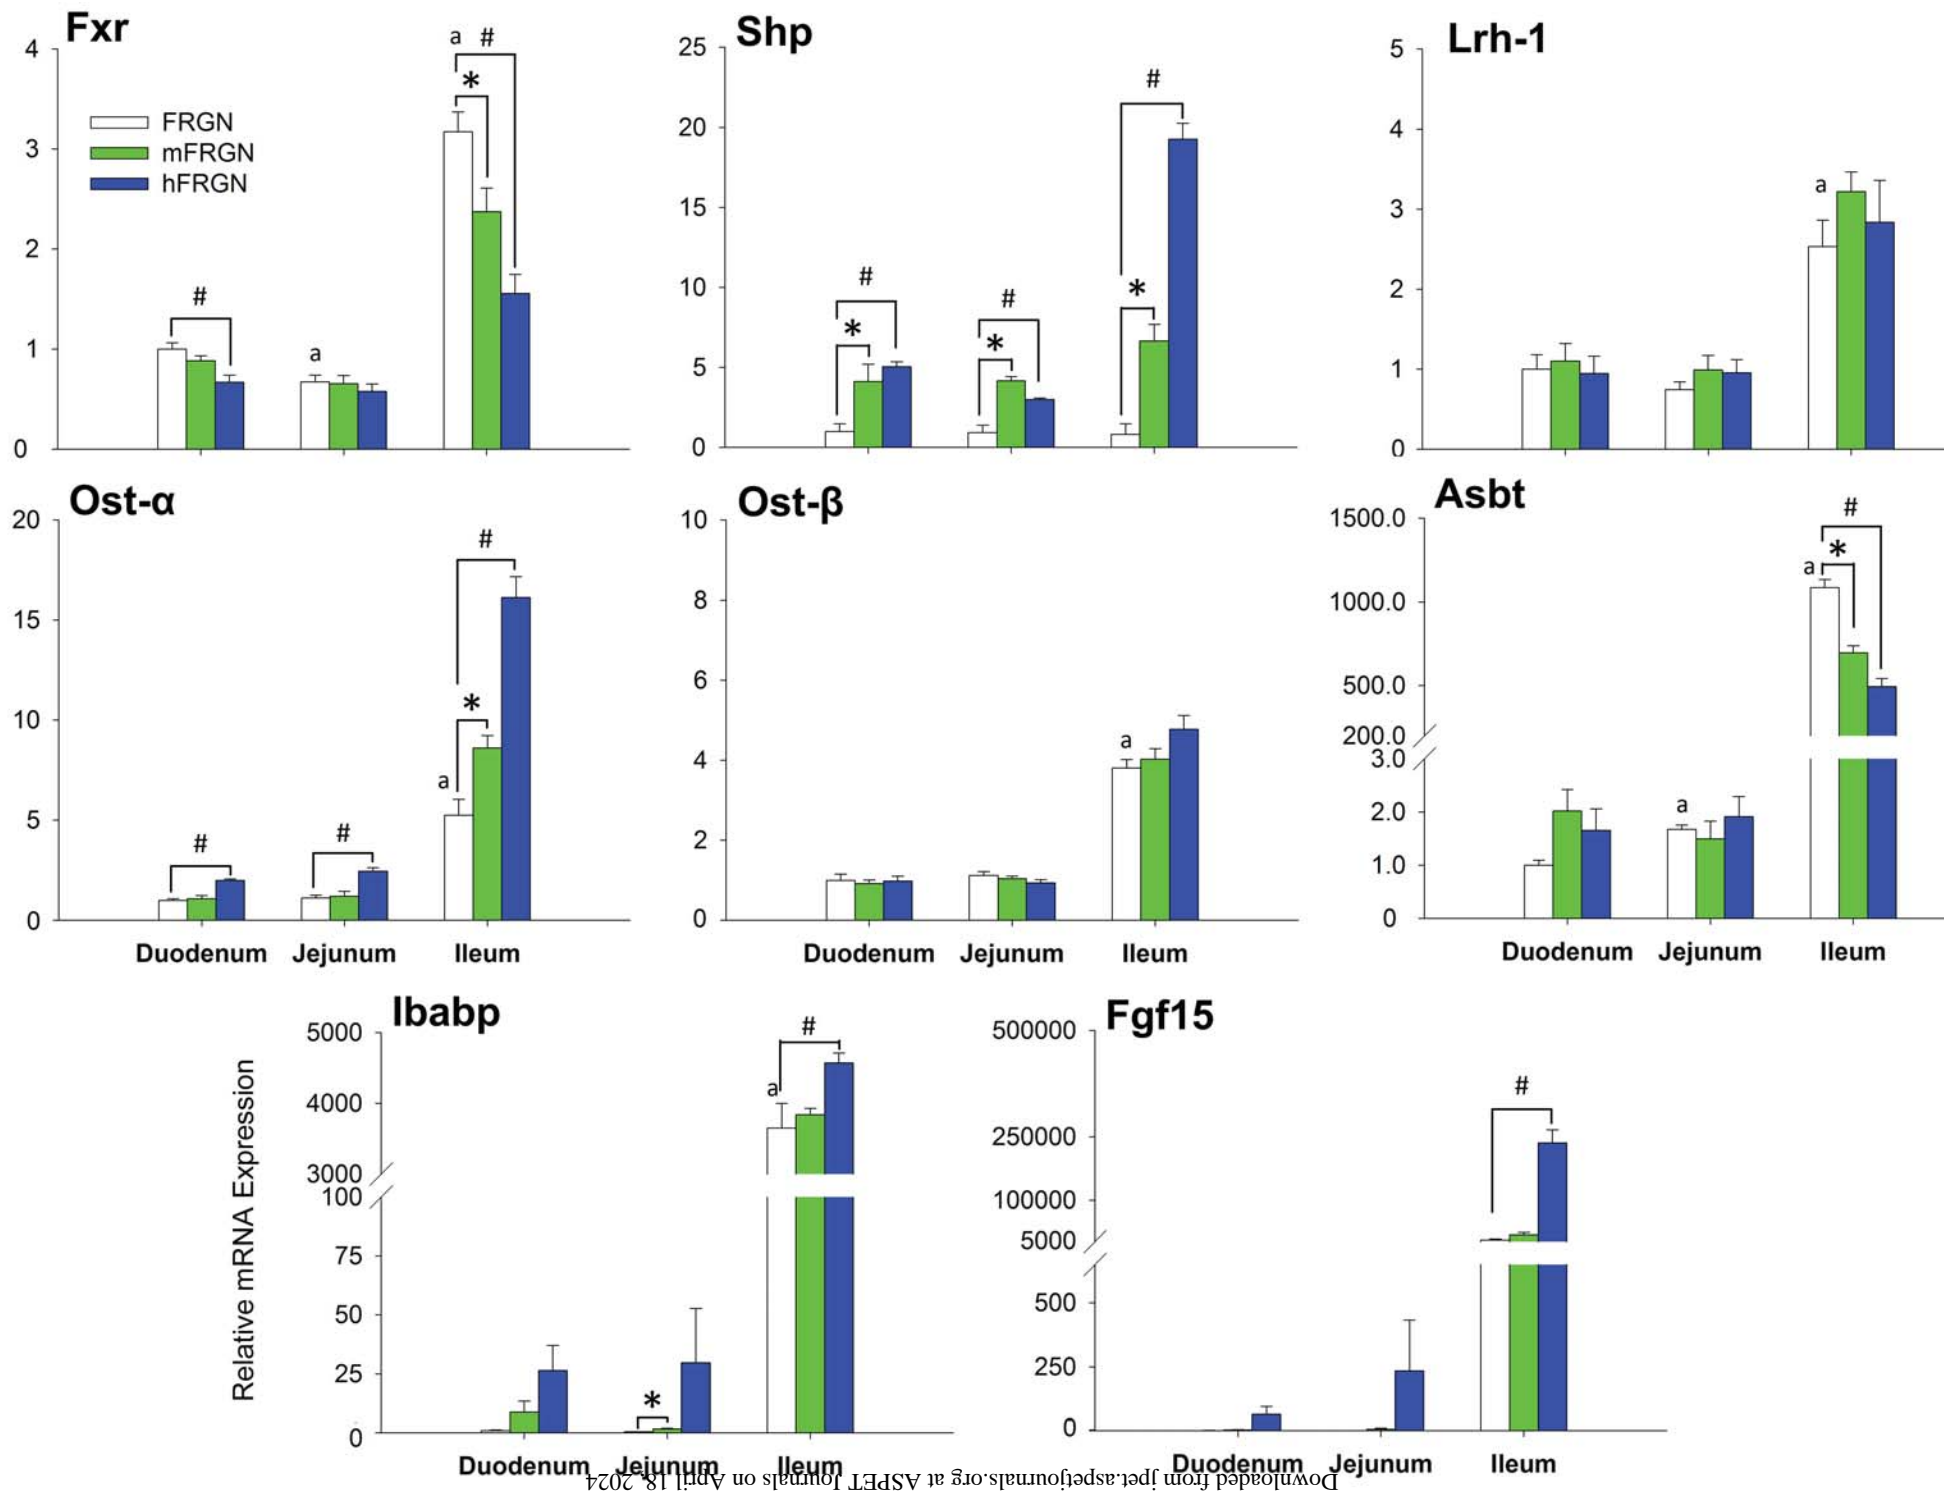 Fxr
4
3
2
1
0
FRGN
mFRGN
hFRGN
#
a
a #
*
Shp
25
20
15
10
5
0
#
*
#
*
#
*
Lrh-1
5
4
3
2
1
0
a
Ost-α
20
15
10
5
0
#
#
#
*
a
Duodenum Jejunum Ileum
Ost-β
10
8
6
4
2
0
a
Duodenum Jejunum Ileum
Asbt
1500.0
1000.0
500.0
200.0
3.0
2.0
1.0
0
a
#
*
a
Duodenum Jejunum Ileum
Relative mRNA Expression
Ibabp
5000
4000
3000
100
75
50
25
0
*
#
a
Duodenum Jejunum Ileum
Fgf15
500000
250000
100000
5000
500
250
0
#
Duodenum Jejunum Ileum
Downloaded from jpet.aspetjournals.org at ASPET Journals on April 18, 2024